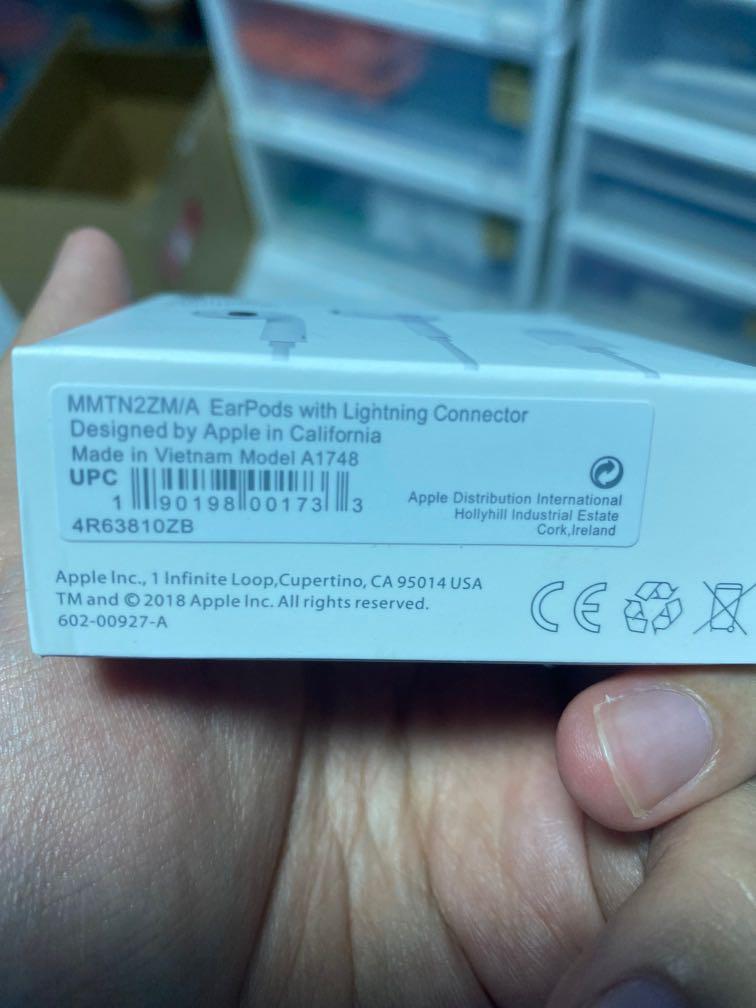 MMTN2ZM/A EarPods with Lightning Connector
Designed by Apple in California
Made in Vietnam Model A1748
UPC
1 90198 00173 3
4R63810ZB
Apple Distribution International
Hollyhill Industrial Estate
Cork,Ireland
Apple Inc., 1 Infinite Loop,Cupertino, CA 95014 USA
TM and © 2018 Apple Inc. All rights reserved.
602-00927-A
CE